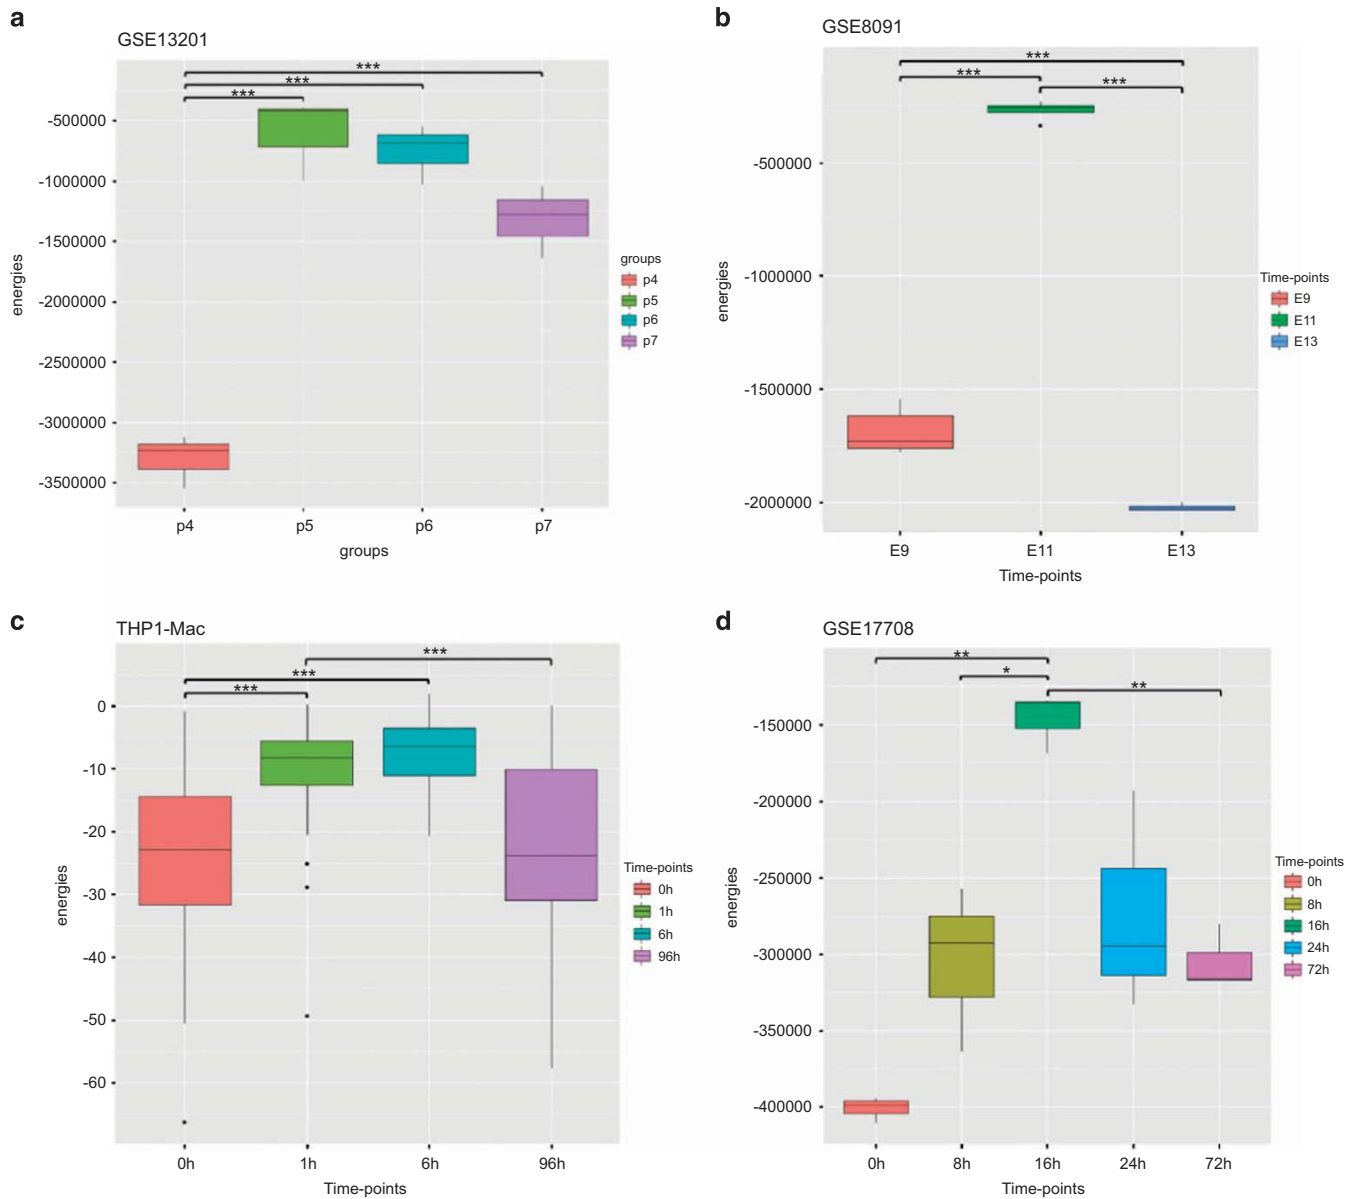 a
GSE13201
***
***
***
-500000
-1000000
-1500000
-2000000
-2500000
-3000000
-3500000
energies
p4 p5 p6 p7
groups
groups
p4
p5
p6
p7
b
GSE8091
***
***
***
-500000
-1000000
-1500000
-2000000
energies
E9 E11 E13
Time-points
Time-points
E9
E11
E13
c
THP1-Mac
***
***
***
0
-10
-20
-30
-40
-50
-60
energies
0h 1h 6h 96h
Time-points
Time-points
0h
1h
6h
96h
d
GSE17708
**
*
**
-150000
-200000
-250000
-300000
-350000
-400000
energies
0h 8h 16h 24h 72h
Time-points
Time-points
0h
8h
16h
24h
72h